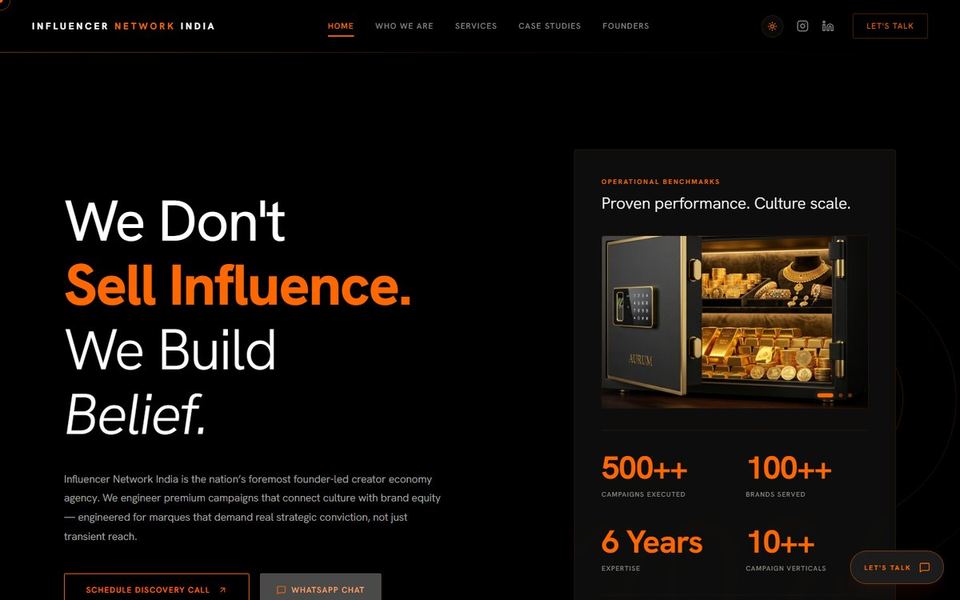 INFLUENCER NETWORK INDIA
HOME
WHO WE ARE
SERVICES
CASE STUDIES
FOUNDERS
LET'S TALK
We Don't
Sell Influence.
We Build
Belief.
Influencer Network India is the nation's foremost founder-led creator economy
agency. We engineer premium campaigns that connect culture with brand equity
— engineered for marques that demand real strategic conviction, not just
transient reach.
SCHEDULE DISCOVERY CALL
WHATSAPP CHAT
OPERATIONAL BENCHMARKS
Proven performance. Culture scale.
AURUM
500++
CAMPAIGNS EXECUTED
100++
BRANDS SERVED
6 Years
EXPERTISE
10++
CAMPAIGN VERTICALS
LET'S TALK